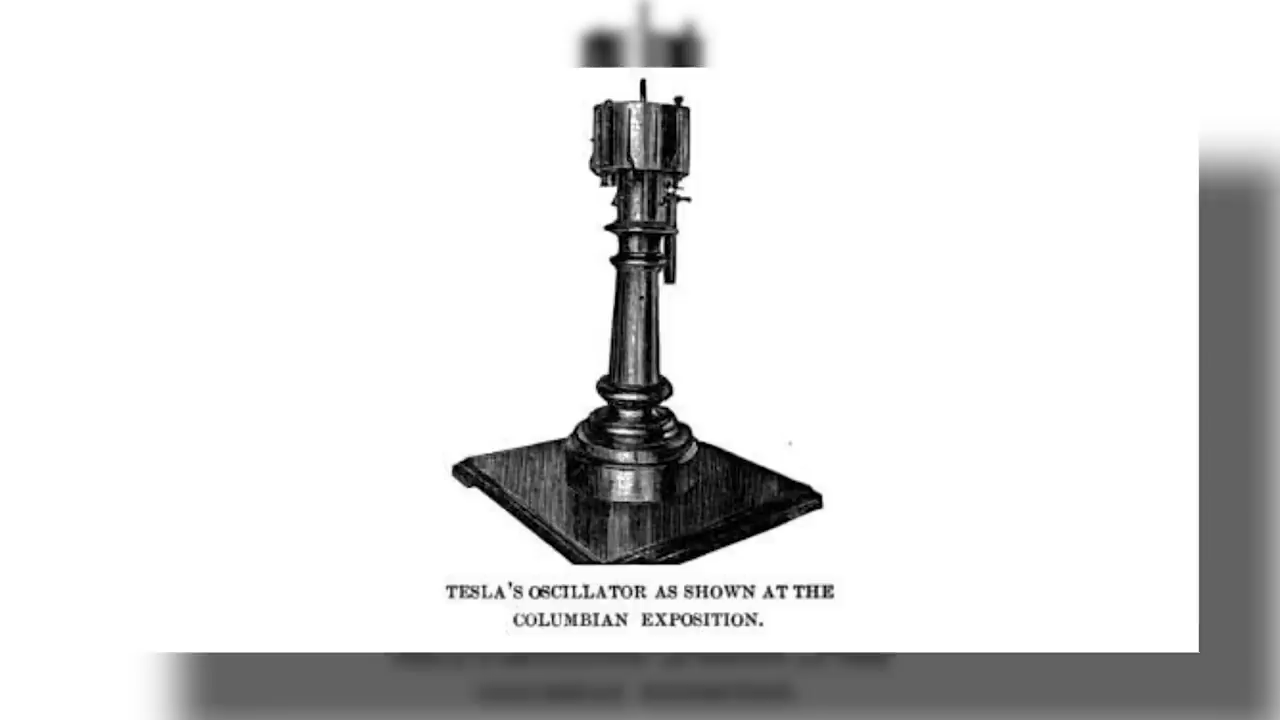 TESLA'S OSCILLATOR AS SHOWN AT THE
COLUMBIAN EXPOSITION.